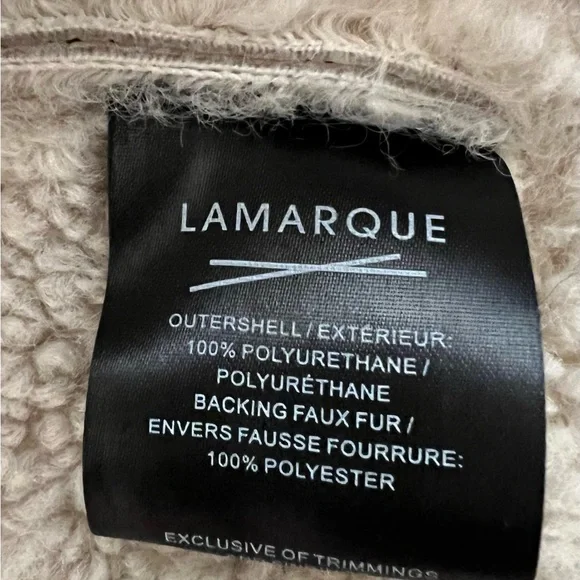 LAMARQUE
OUTERSHELL / EXTÉRIEUR:
100% POLYURETHANE /
POLYURÉTHANE
BACKING FAUX FUR /
ENVERS FAUSSE FOURRURE:
100% POLYESTER
EXCLUSIVE OF TRIMMINGS